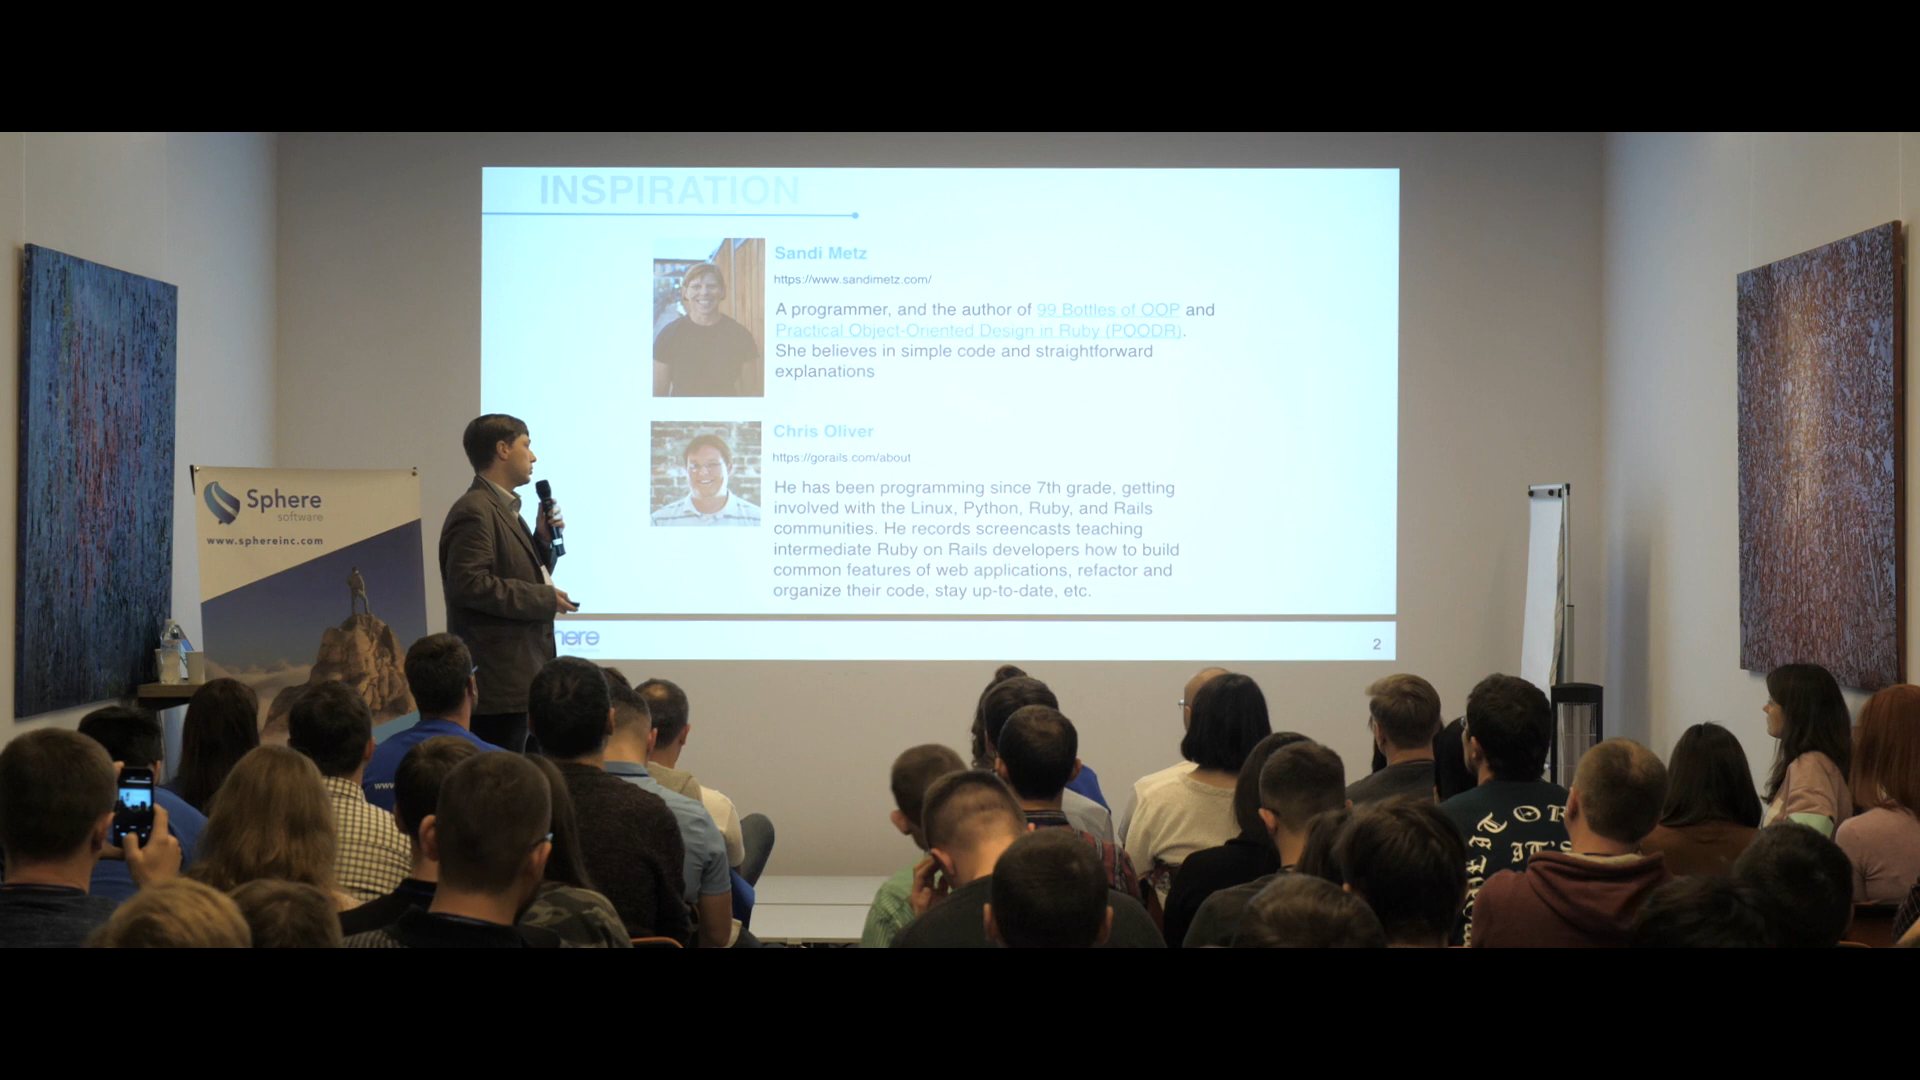 INSPIRATION
Sandi Metz
https://www.sandimetz.com/
A programmer, and the author of 99 Bottles of OOP and
Practical Object-Oriented Design in Ruby (POODR).
She believes in simple code and straightforward
explanations
Chris Oliver
https://gorails.com/about
He has been programming since 7th grade, getting
involved with the Linux, Python, Ruby, and Rails
communities. He records screencasts teaching
intermediate Ruby on Rails developers how to build
common features of web applications, refactor and
organize their code, stay up-to-date, etc.
here
2
Sphere
software
www.sphereinc.com
www
IT'S